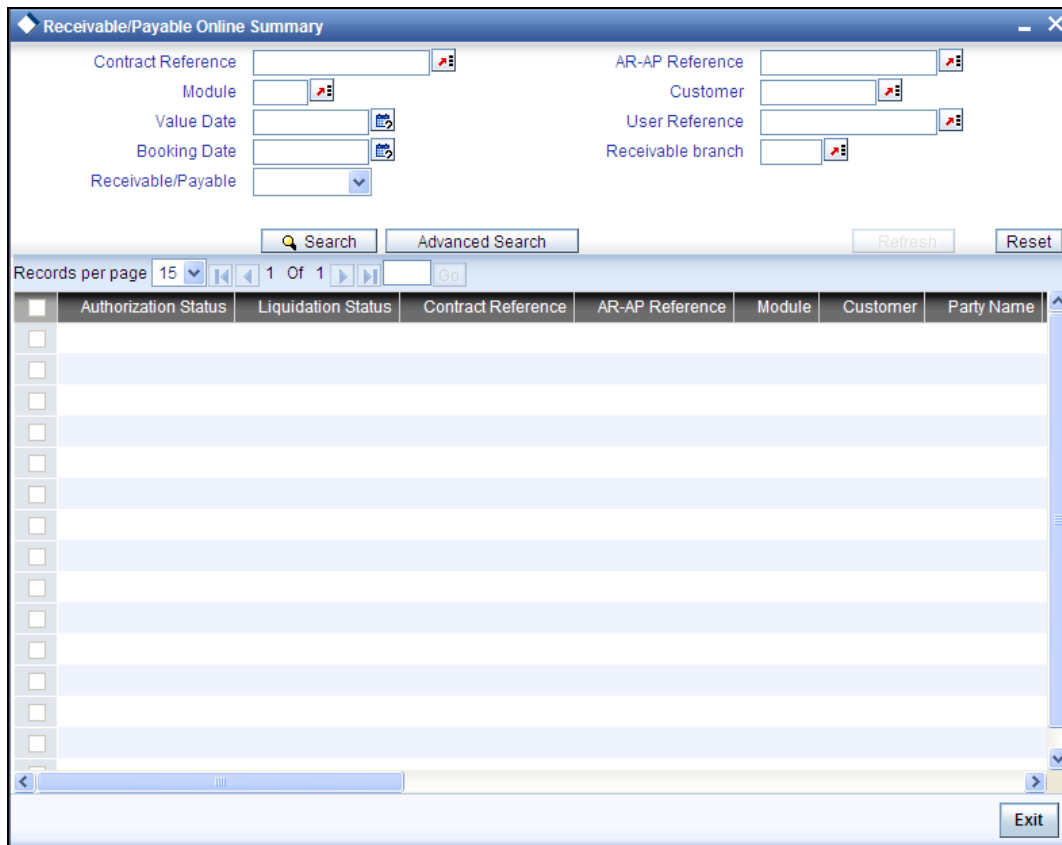 Receivable/Payable Online Summary
Contract Reference AR-AP Reference
Module Customer
Value Date User Reference
Booking Date Receivable branch
Receivable/Payable
Search Advanced Search Refresh Reset
Records per page 15 1 Of 1 Go
Authorization Status Liquidation Status Contract Reference AR-AP Reference Module Customer Party Name
Exit